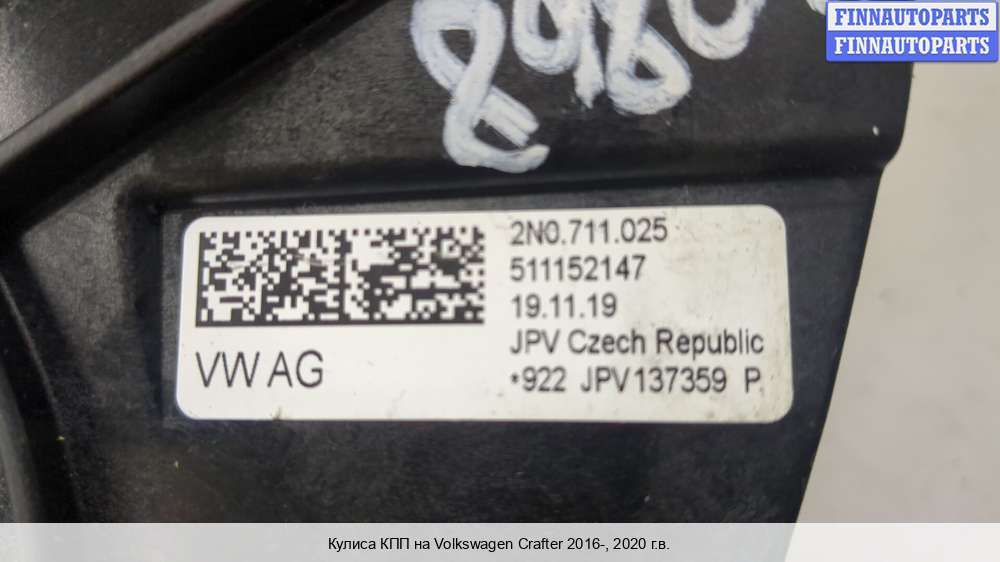 FINNAUTOPARTS
FINNAUTOPARTS
2N0.711.025
511152147
19.11.19
JPV Czech Republic
*922 JPV137359 P.
VW AG
Кулиса КПП на Volkswagen Crafter 2016-, 2020 г.в.